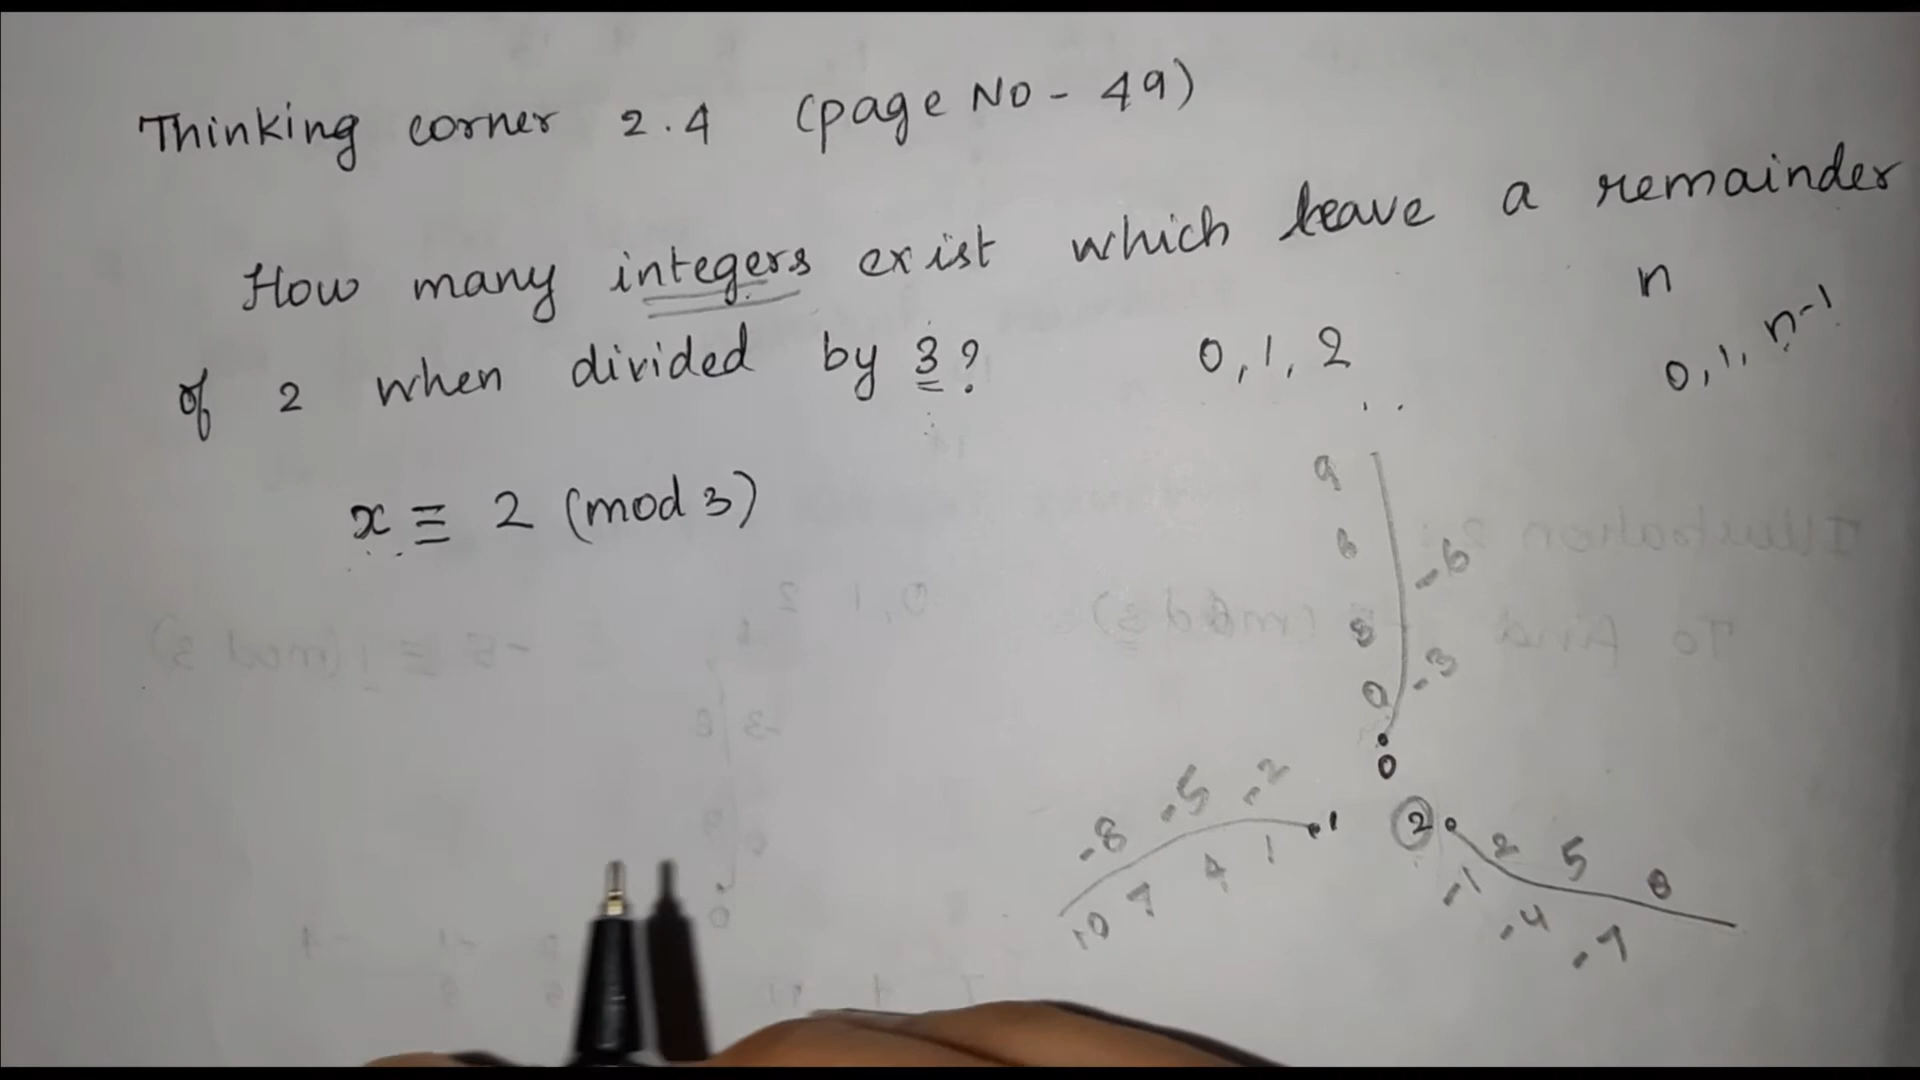 Thinking corner 2.4 (page No - 49)
How many integers exist which leave a remainder
of 2 when divided by 3?
0, 1, 2
n
0, 1, n-1
x ≡ 2 (mod 3)
9
6 -6
3 -3
0
0
-8 -5 -2
10 7 4 1
1
2
2 5 8
-1 -4 -7